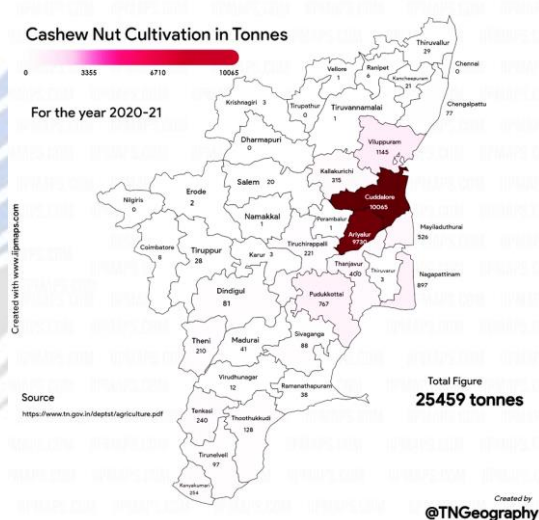 Cashew Nut Cultivation in Tonnes
0 3355 6710 10065
For the year 2020-21
Thiruvallur
29
Chennai
0
Vellore
1
Ranipet
6
Kancheepuram
21
Chengalpattu
77
Krishnagiri 3
Tirupathur
0
Tiruvannamalai
1
Dharmapuri
0
Viluppuram
1145
Kallakurichi
315
Salem 20
Cuddalore
10065
Nilgiris
0
Erode
2
Namakkal
1
Perambalur
1
Ariyalur
9730
Mayiladuthurai
526
Coimbatore
8
Tiruppur
28
Karur 3
Tiruchirappalli
221
Thanjavur
400
Thiruvarur
3
Nagapattinam
897
Dindigul
81
Pudukkottai
767
Theni
210
Madurai
41
Sivaganga
88
Virudhunagar
12
Ramanathapuram
38
Tenkasi
240
Thoothukkudi
128
Tirunelveli
97
Kanyakumari
Created with www.iipmaps.com
Source
https://www.tn.gov.in/deptst/agriculture.pdf
Total Figure
25459 tonnes
Created by
@TNGeography